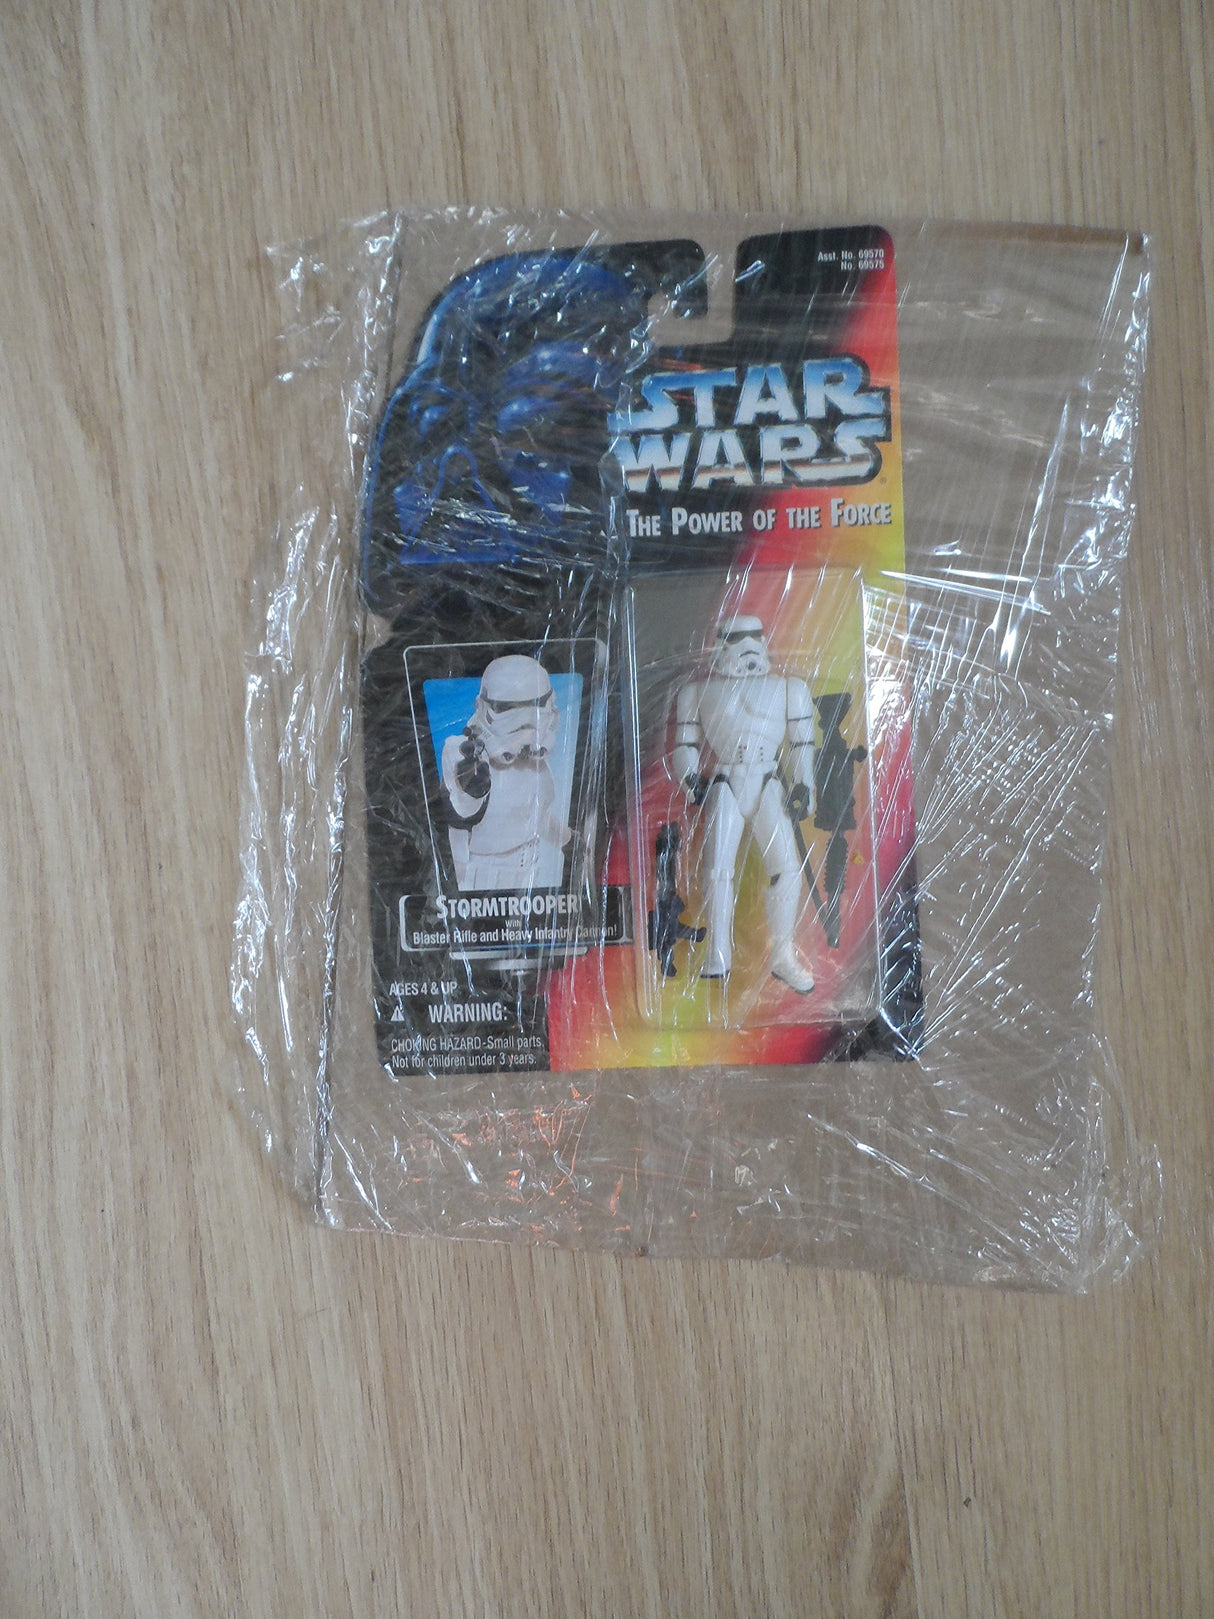 Asst. No. 69570
No. 69575
STAR
WARS
THE POWER OF THE FORCE
STORMTROOPER
with
Blaster Rifle and Heavy Infantry Cannon!
AGES 4 & UP
WARNING:
CHOKING HAZARD-Small parts.
Not for children under 3 years.